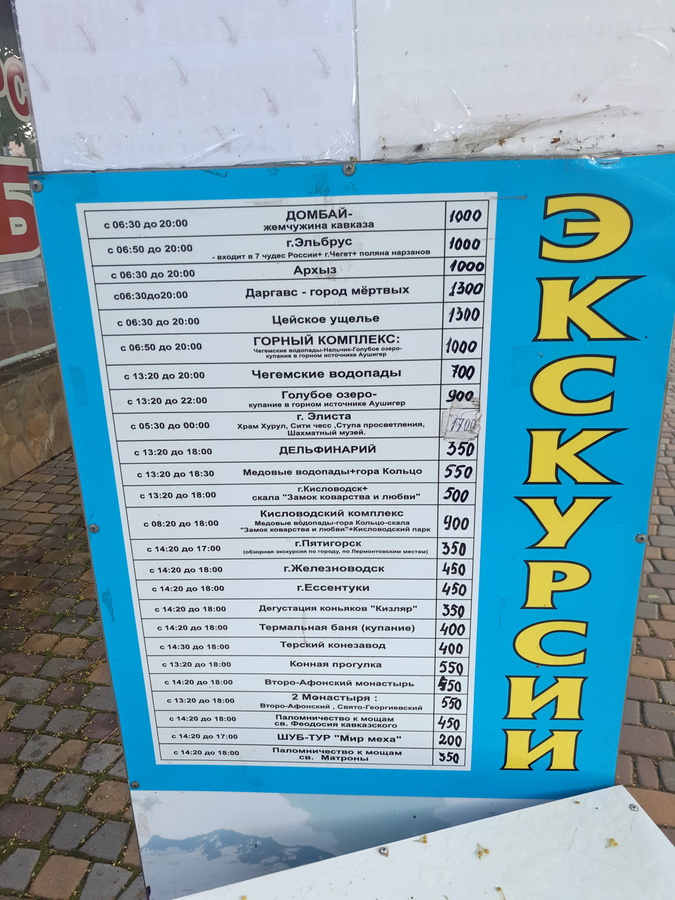 ЭКСКУРСИИ
с 06:30 до 20:00 ДОМБАЙ- 1000
жемчужина кавказа
с 06:50 до 20:00 г.Эльбрус 1000
- входит в 7 чудес России+ г.Чегет+ поляна нарзанов
с 06:30 до 20:00 Архыз 1000
с06:30до20:00 Даргавс - город мёртвых 1300
с 06:30 до 20:00 Цейское ущелье 1300
с 06:50 до 20:00 ГОРНЫЙ КОМПЛЕКС: 1000
Чегемские водопады-Нальчик-Голубое озеро-
купание в горном источнике Аушигер
с 13:20 до 20:00 Чегемские водопады 700
с 13:20 до 22:00 Голубое озеро- 900
купание в горном источнике Аушигер
с 05:30 до 00:00 г. Элиста 1700
Храм Хурул, Сити чесс ,Ступа просветления,
Шахматный музей.
с 13:20 до 18:00 ДЕЛЬФИНАРИЙ 350
с 13:20 до 18:30 Медовые водопады+гора Кольцо 550
с 13:20 до 18:00 г.Кисловодск+ 500
скала "Замок коварства и любви"
с 08:20 до 18:00 Кисловодский комплекс 900
Медовые водопады-гора Кольцо-скала
"Замок коварства и любви"+Кисловодский парк
с 14:20 до 17:00 г.Пятигорск 350
(обзорная экскурсия по городу, по Лермонтовским местам)
с 14:20 до 18:00 г.Железноводск 450
с 14:20 до 18:00 г.Ессентуки 450
с 14:20 до 18:00 Дегустация коньяков "Кизляр" 350
с 14:20 до 18:00 Термальная баня (купание) 400
с 14:30 до 18:00 Терский конезавод 400
с 13:20 до 18:00 Конная прогулка 550
с 14:20 до 18:00 Второ-Афонский монастырь 450
с 13:20 до 18:00 2 Монастыря : 550
Второ-Афонский , Свято-Георгиевский
с 14:20 до 18:00 Паломничество к мощам 450
св. Феодосия кавказского
с 14:20 до 17:00 ШУБ-ТУР "Мир меха" 200
с 14:20 до 18:00 Паломничество к мощам 350
св. Матроны